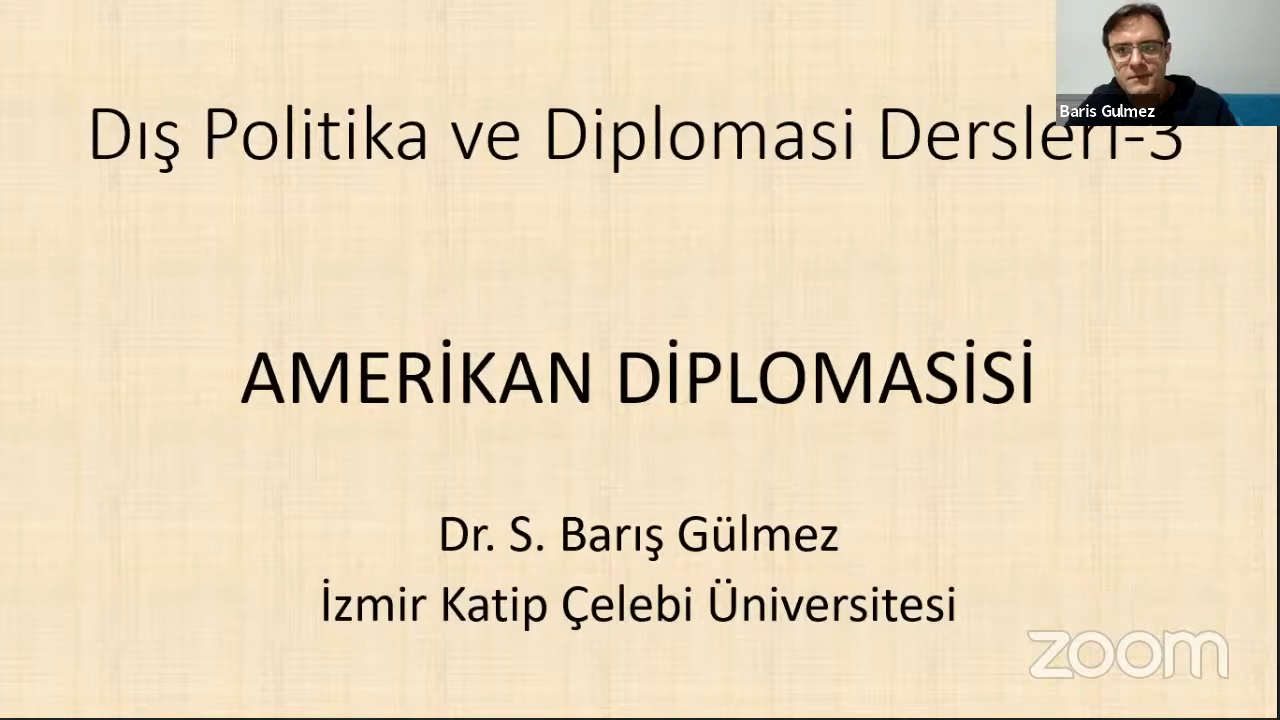 Dış Politika ve Diplomasi Dersleri-3
Baris Gulmez
AMERİKAN DİPLOMASİSİ
Dr. S. Barış Gülmez
İzmir Katip Çelebi Üniversitesi
zoom